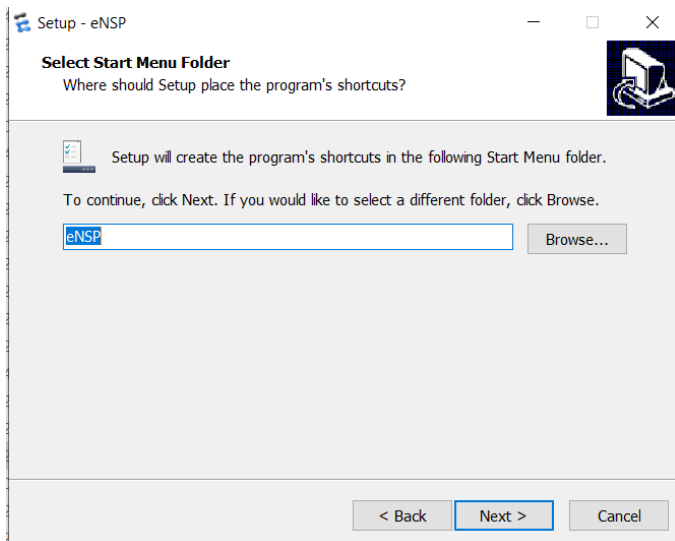 Setup - eNSP
Select Start Menu Folder
Where should Setup place the program's shortcuts?
Setup will create the program's shortcuts in the following Start Menu folder.
To continue, click Next. If you would like to select a different folder, click Browse.
eNSP
Browse...
< Back
Next >
Cancel